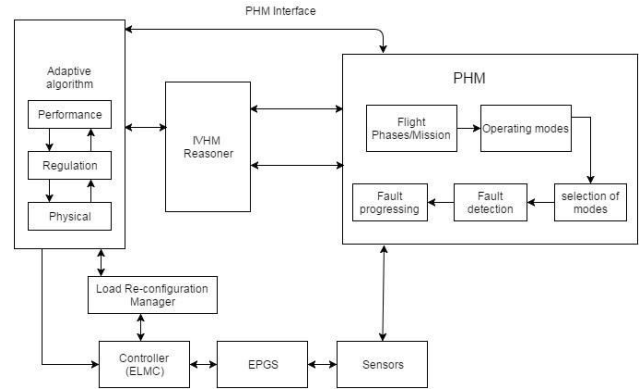 PHM Interface
Adaptive
algorithm
Performance
Regulation
Physical
IVHM
Reasoner
PHM
Flight
Phases/Mission
Operating modes
Fault
progressing
Fault
detection
selection of
modes
Load Re-configuration
Manager
Controller
(ELMC)
EPGS
Sensors